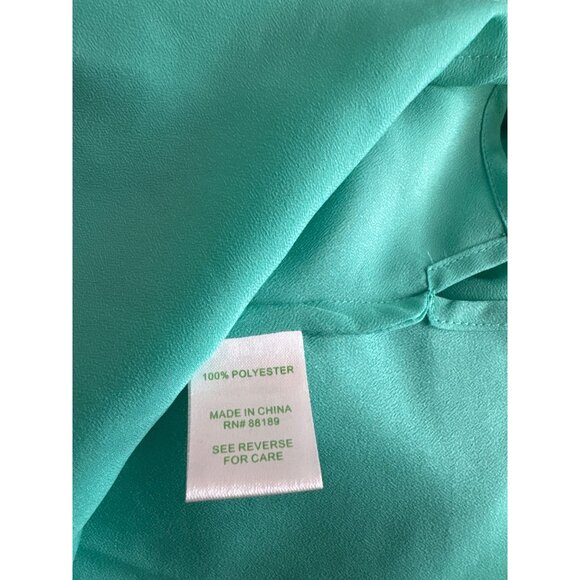 100% POLYESTER
MADE IN CHINA
RN# 88189
SEE REVERSE
FOR CARE